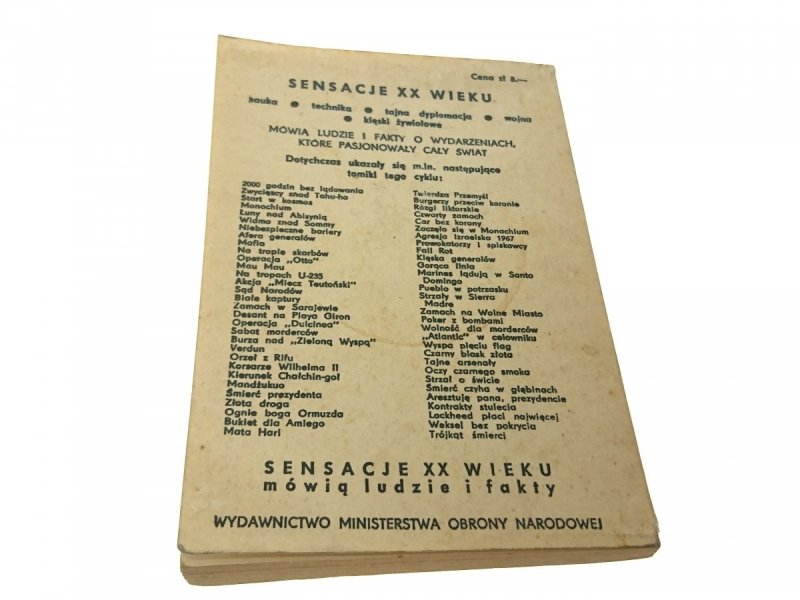 Cena zł 8.—
SENSACJE XX WIEKU
nauka ● technika ● tajna dyplomacja ● wojna
● klęski żywiołowe
MÓWIĄ LUDZIE I FAKTY O WYDARZENIACH,
KTÓRE PASJONOWAŁY CAŁY ŚWIAT
Dotychczas ukazały się m.in. następujące
tomiki tego cyklu:
2000 godzin bez lądowania
Zwycięzcy znad Tahu-ho
Start w kosmos
Monachium
Łuny nad Abisynią
Widmo znad Sommy
Niebezpieczne bariery
Afera generałów
Mafia
Na tropie skarbów
Operacja „Otto”
Mau Mau
Na tropach U-235
Akcja „Miecz Teutoński”
Sąd Narodów
Białe kaptury
Zamach w Sarajewie
Desant na Playa Giron
Operacja „Dulcinea”
Sabat morderców
Burza nad „Zieloną Wyspą”
Verdun
Orzeł z Rifu
Korsarze Wilhelma II
Kierunek Chałchin-goł
Mandżukuo
Śmierć prezydenta
Złota droga
Ognie boga Ormuzda
Bukiet dla Amiego
Mata Hari
Twierdza Przemyśl
Burgerzy przeciw koronie
Rózgi liktorskie
Czwarty zamach
Car bez korony
Zaczęło się w Monachium
Agresja izraelska 1967
Prowokatorzy i spiskowcy
Fall Rot
Klęska generałów
Gorąca linia
Marines lądują w Santo
Domingo
Pueblo w potrzasku
Strzały w Sierra
Madre
Zamach na Wolne Miasto
Poker z bombami
Wolność dla morderców
„Atlantis” w celowniku
Wyspa pięciu flag
Czarny blask złota
Tajne arsenały
Oczy czarnego smoka
Strzał o świcie
Śmierć czyha w głębinach
Aresztują pana, prezydencie
Kontrakty stulecia
Lockheed płaci najwięcej
Weksel bez pokrycia
Trójkąt śmierci
SENSACJE XX WIEKU
mówią ludzie i fakty
WYDAWNICTWO MINISTERSTWA OBRONY NARODOWEJ